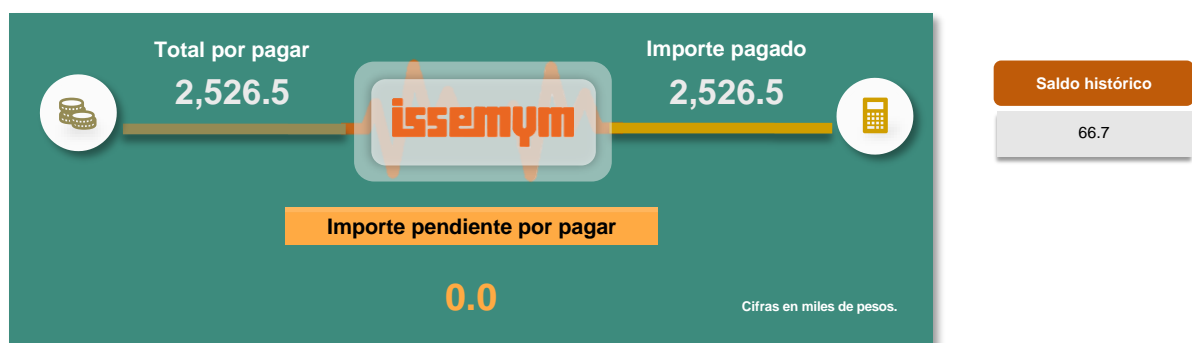 Total por pagar
2,526.5
issemym
Importe pagado
2,526.5
Importe pendiente por pagar
0.0
Cifras en miles de pesos.
Saldo histórico
66.7